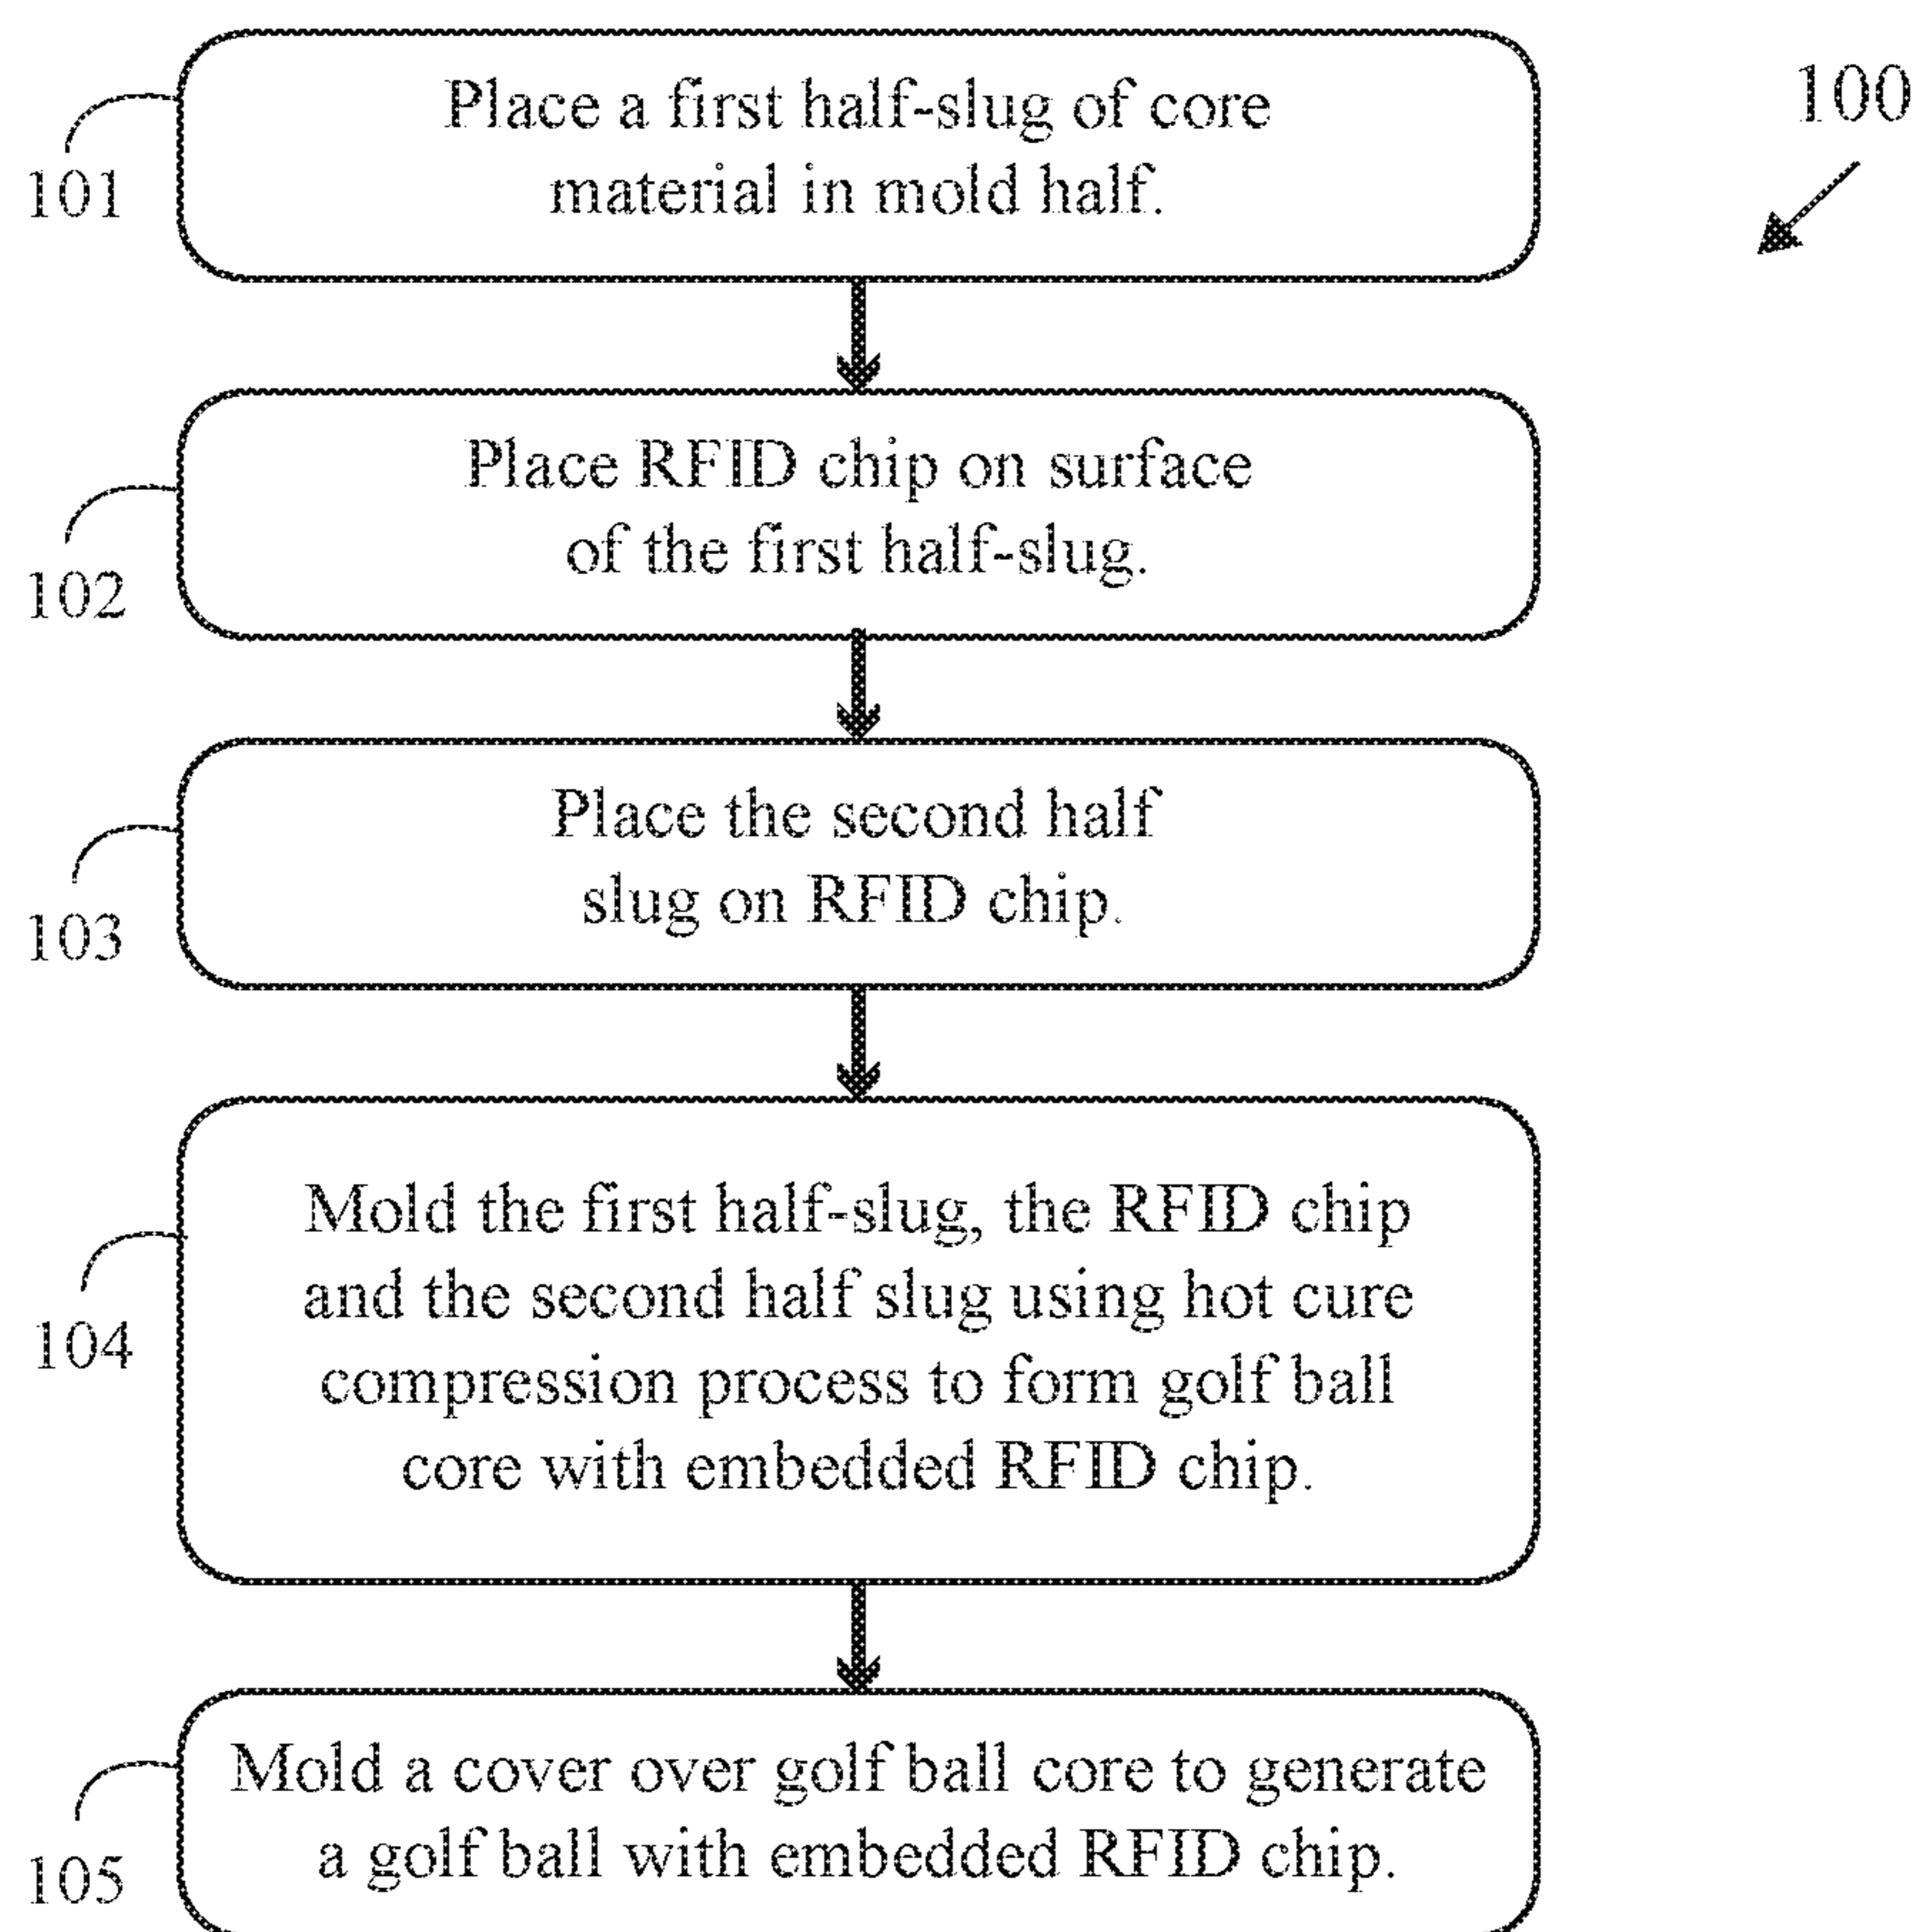 100
101
Place a first half-slug of core
material in mold half.
102
Place RFID chip on surface
of the first half-slug.
103
Place the second half
slug on RFID chip.
104
Mold the first half-slug, the RFID chip
and the second half slug using hot cure
compression process to form golf ball
core with embedded RFID chip.
105
Mold a cover over golf ball core to generate
a golf ball with embedded RFID chip.